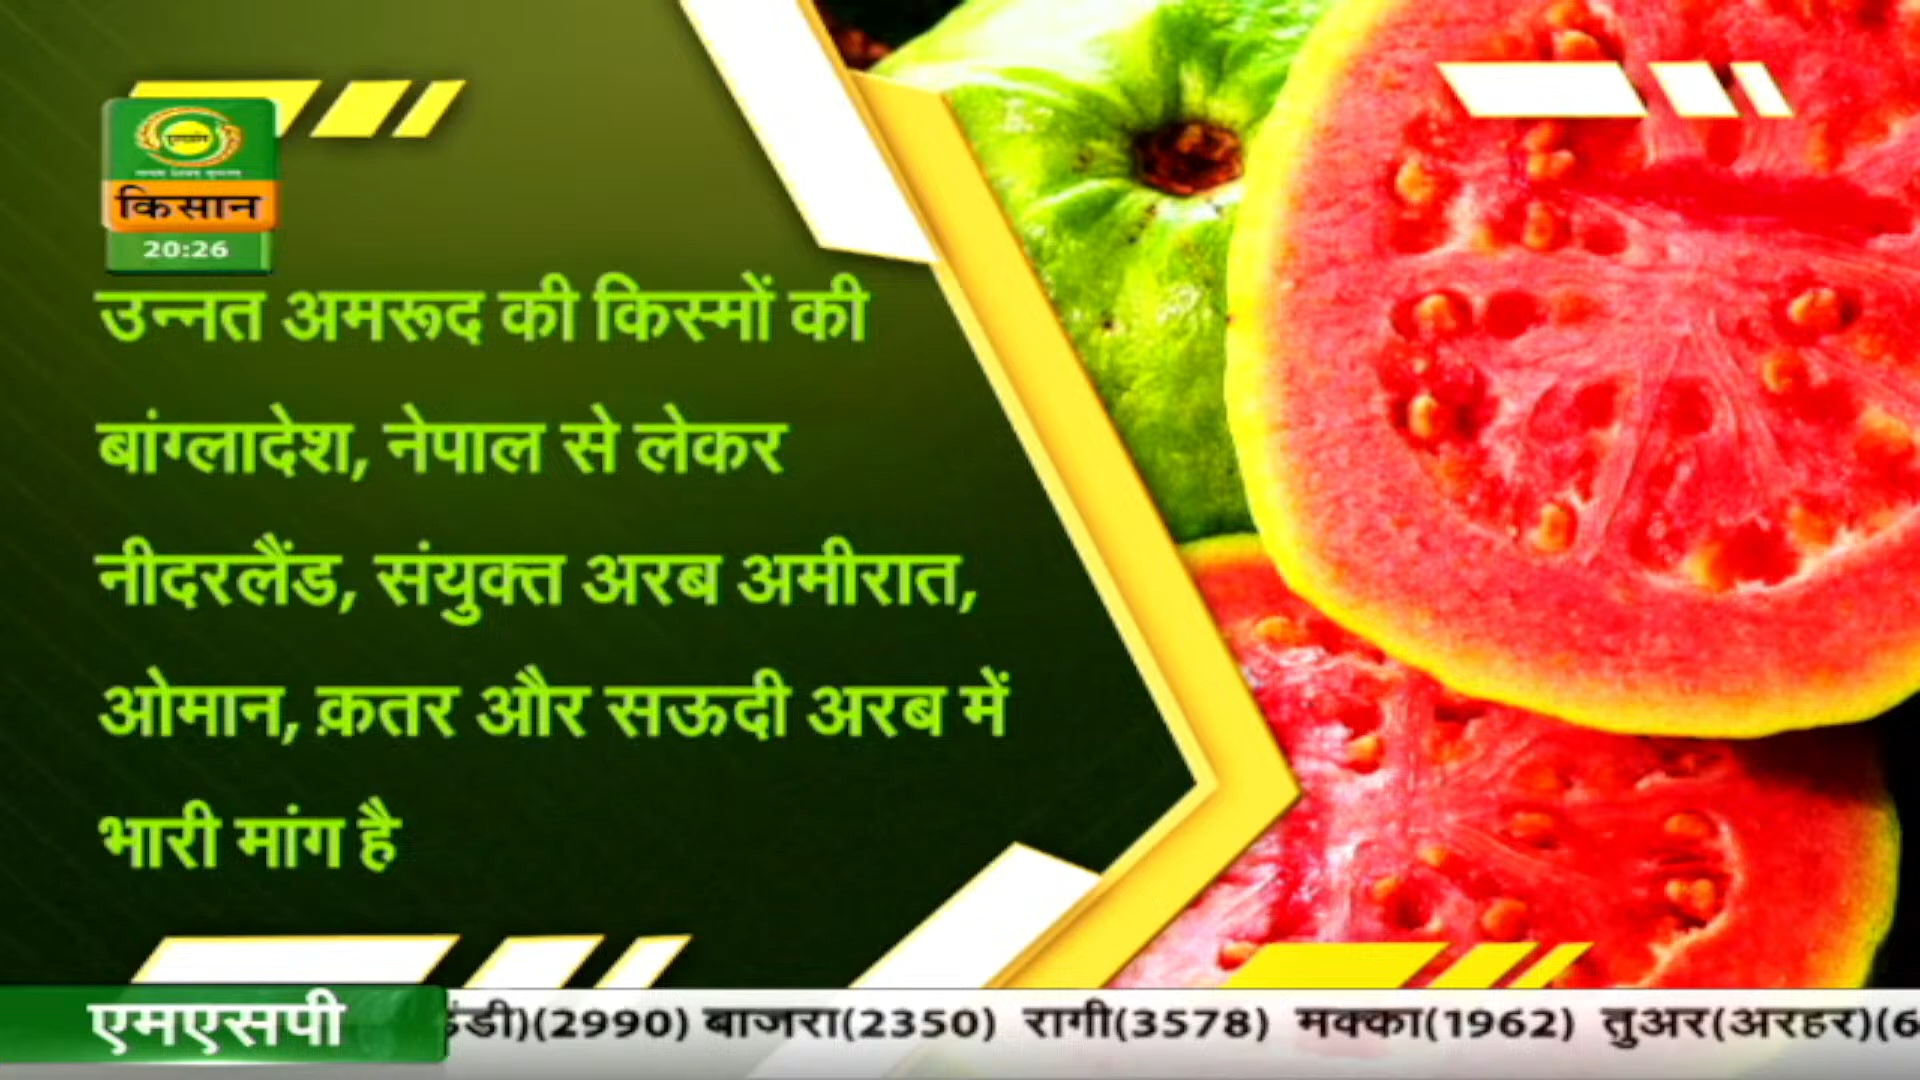 किसान
20:26
उन्नत अमरूद की किस्मों की
बांग्लादेश, नेपाल से लेकर
नीदरलैंड, संयुक्त अरब अमीरात,
ओमान, क़तर और सऊदी अरब में
भारी मांग है
एमएसपी
(2990) बाजरा(2350) रागी(3578) मक्का(1962) तुअर(अरहर)